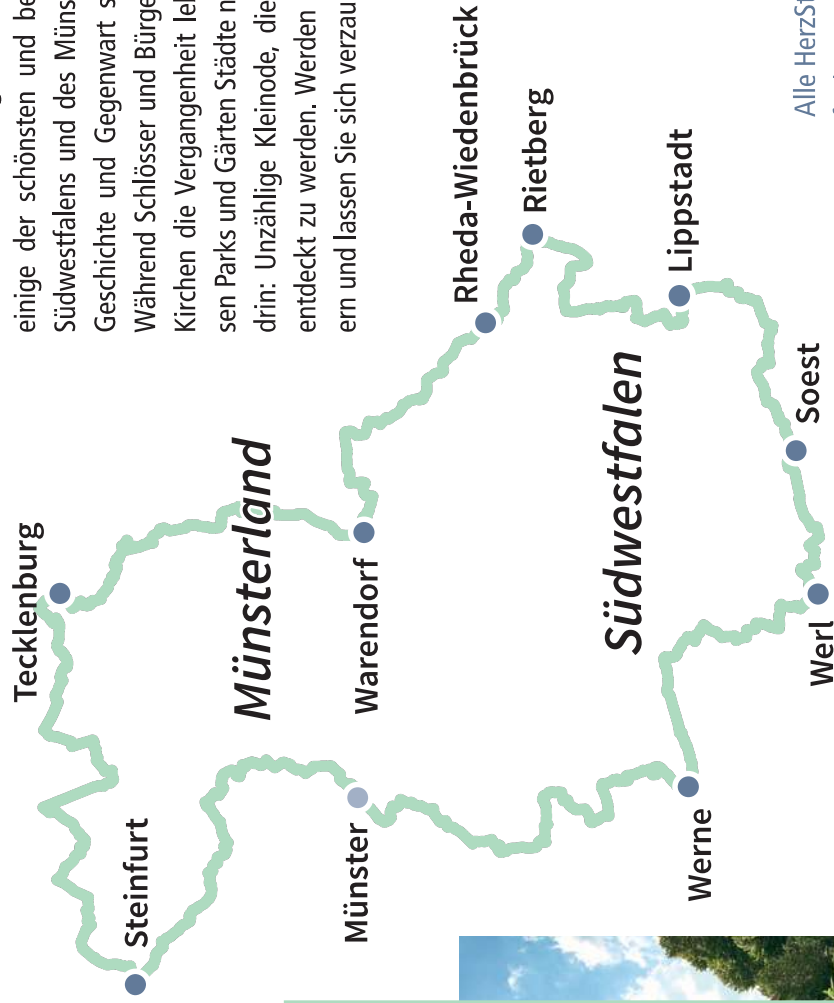 einige der schönsten und be
Südwestfalens und des Müns
Geschichte und Gegenwart s
Während Schlösser und Bürge
Kirchen die Vergangenheit leb
sen Parks und Gärten Städte n
drin: Unzählige Kleinode, die
entdeckt zu werden. Werden
ern und lassen Sie sich verzau
Tecklenburg
Steinfurt
Münsterland
Münster
Warendorf
Rheda-Wiedenbrück
Rietberg
Südwestfalen
Lippstadt
Werne
Soest
Werl
Alle HerzSt